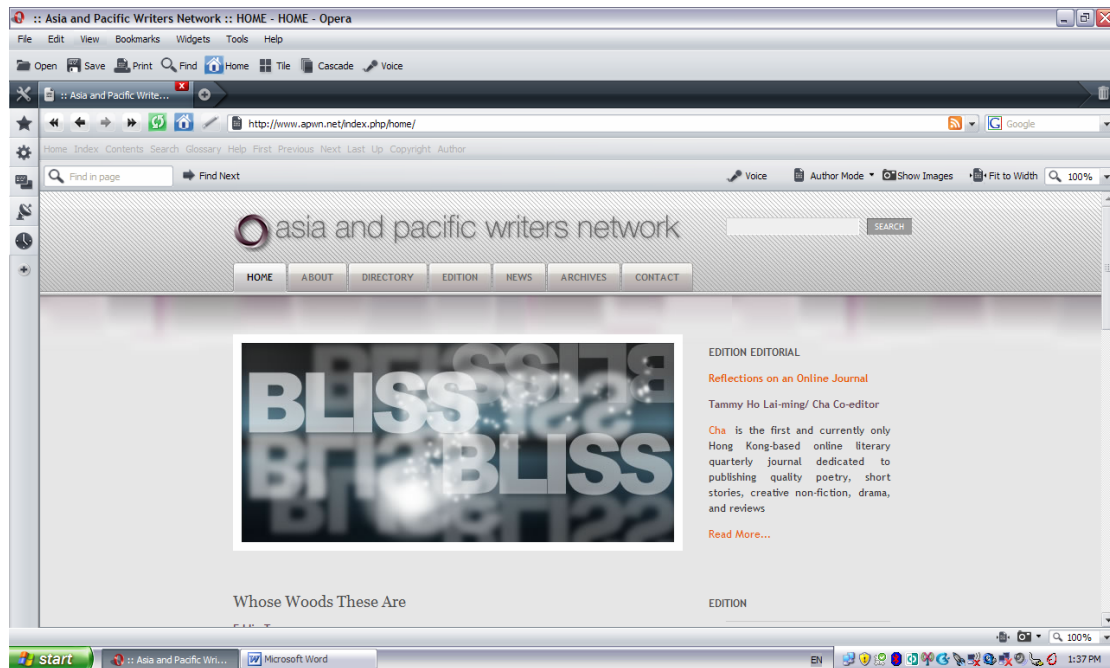 :: Asia and Pacific Writers Network :: HOME - HOME - Opera
File Edit View Bookmarks Widgets Tools Help
Open Save Print Find Home Tile Cascade Voice
:: Asia and Pacific Write...
http://www.apwn.net/index.php/home/ Google
Home Index Contents Search Glossary Help First Previous Next Last Up Copyright Author
Find in page Find Next Voice Author Mode Show Images Fit to Width 100%
asia and pacific writers network SEARCH
HOME ABOUT DIRECTORY EDITION NEWS ARCHIVES CONTACT
BLISS
BLISS
EDITION EDITORIAL
Reflections on an Online Journal
Tammy Ho Lai-ming/ Cha Co-editor
Cha is the first and currently only
Hong Kong-based online literary
quarterly journal dedicated to
publishing quality poetry, short
stories, creative non-fiction, drama,
and reviews
Read More...
Whose Woods These Are
EDITION
100%
start :: Asia and Pacific Wri... Microsoft Word EN 1:37 PM